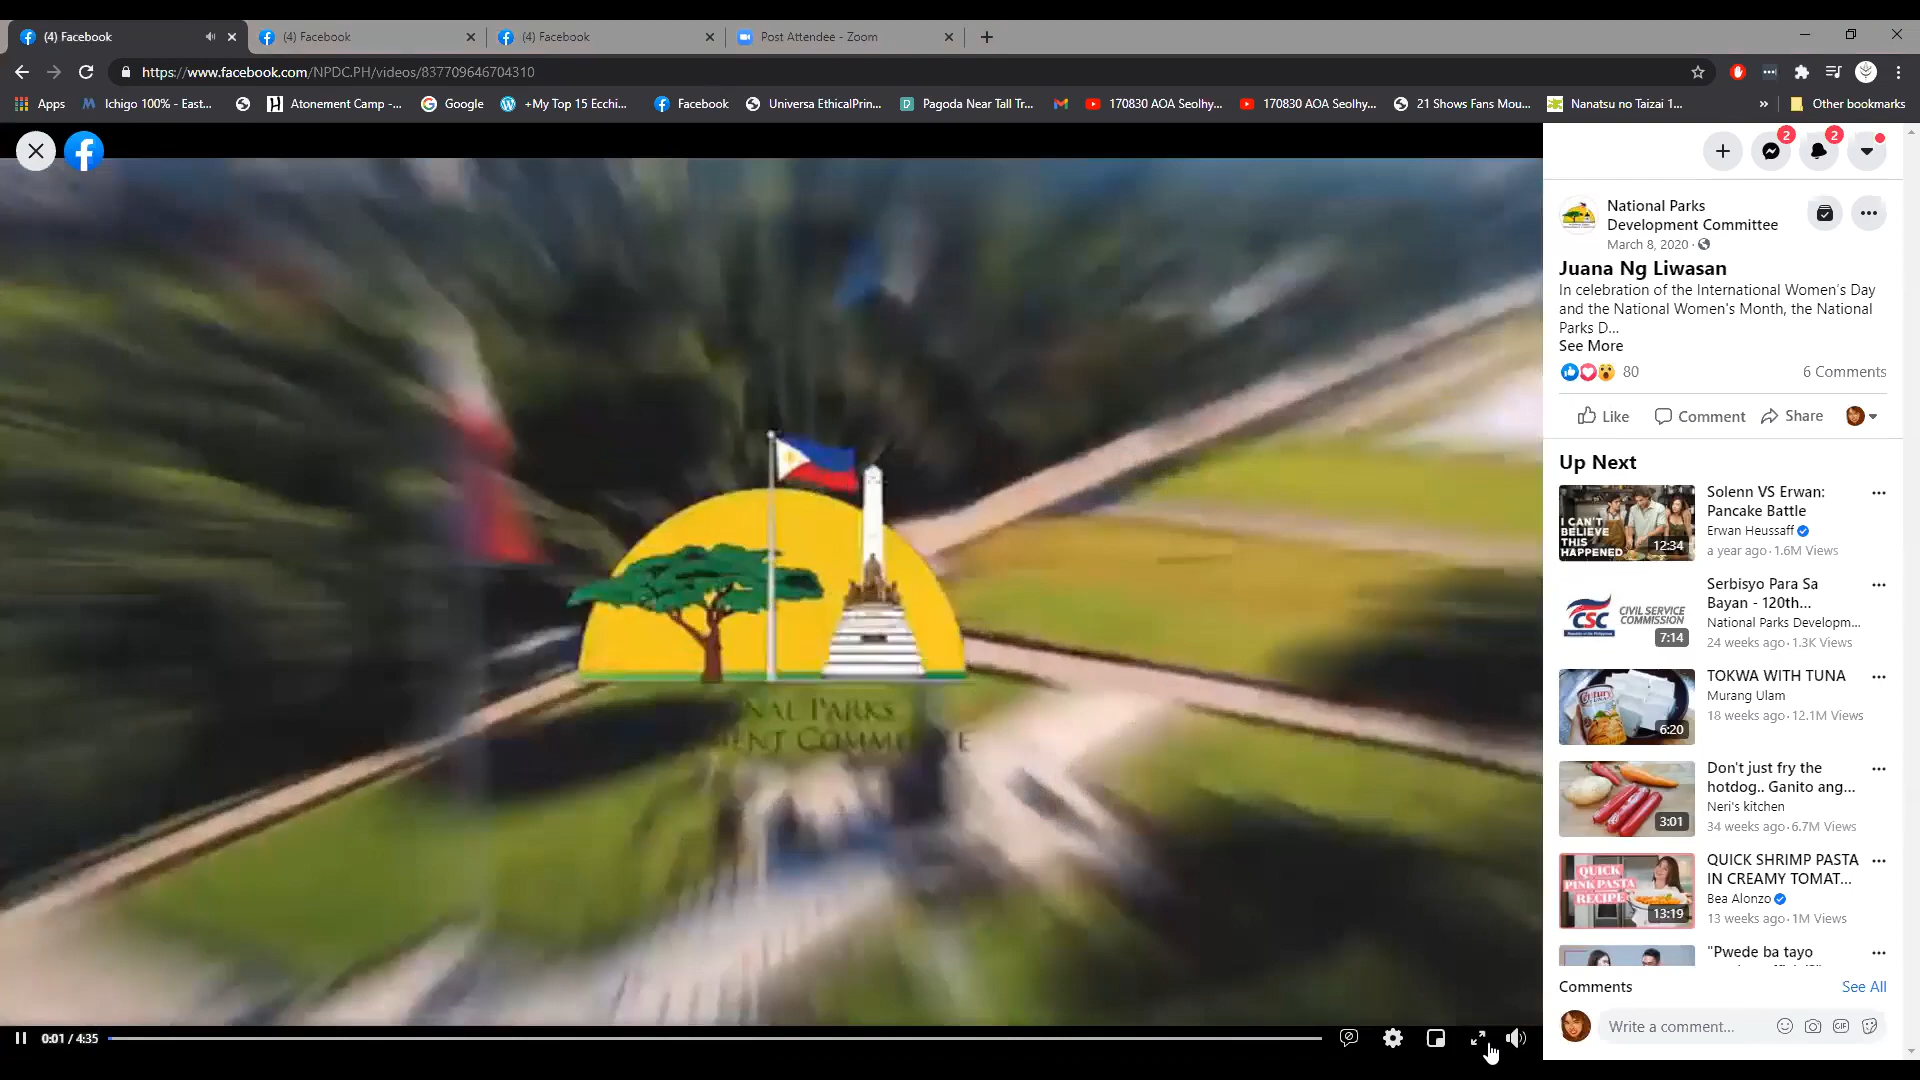 (4) Facebook
(4) Facebook
(4) Facebook
Post Attendee - Zoom
https://www.facebook.com/NPDC.PH/videos/837709646704310
Apps
Ichigo 100% - East...
Atonement Camp -...
Google
+My Top 15 Ecchi...
Facebook
Universa EthicalPrin...
Pagoda Near Tall Tr...
170830 AOA Seolhy...
170830 AOA Seolhy...
21 Shows Fans Mou...
Nanatsu no Taizai 1...
»
Other bookmarks
2
2
National Parks
Development Committee
March 8, 2020 ·
Juana Ng Liwasan
In celebration of the International Women's Day
and the National Women's Month, the National
Parks D...
See More
80
6 Comments
Like
Comment
Share
Up Next
I CAN'T
BELIEVE
THIS
HAPPENED
12:34
Solenn VS Erwan:
Pancake Battle
Erwan Heussaff
a year ago · 1.6M Views
CSC
CIVIL SERVICE
COMMISSION
7:14
Serbisyo Para Sa
Bayan - 120th...
National Parks Developm...
24 weeks ago · 1.3K Views
6:20
TOKWA WITH TUNA
Murang Ulam
18 weeks ago · 12.1M Views
3:01
Don't just fry the
hotdog.. Ganito ang...
Neri's kitchen
34 weeks ago · 6.7M Views
QUICK
PINK PASTA
RECIPE
13:19
QUICK SHRIMP PASTA
IN CREAMY TOMAT...
Bea Alonzo
13 weeks ago · 1M Views
"Pwede ba tayo
Comments
See All
Write a comment...
GIF
NAL PARKS
0:01 / 4:35